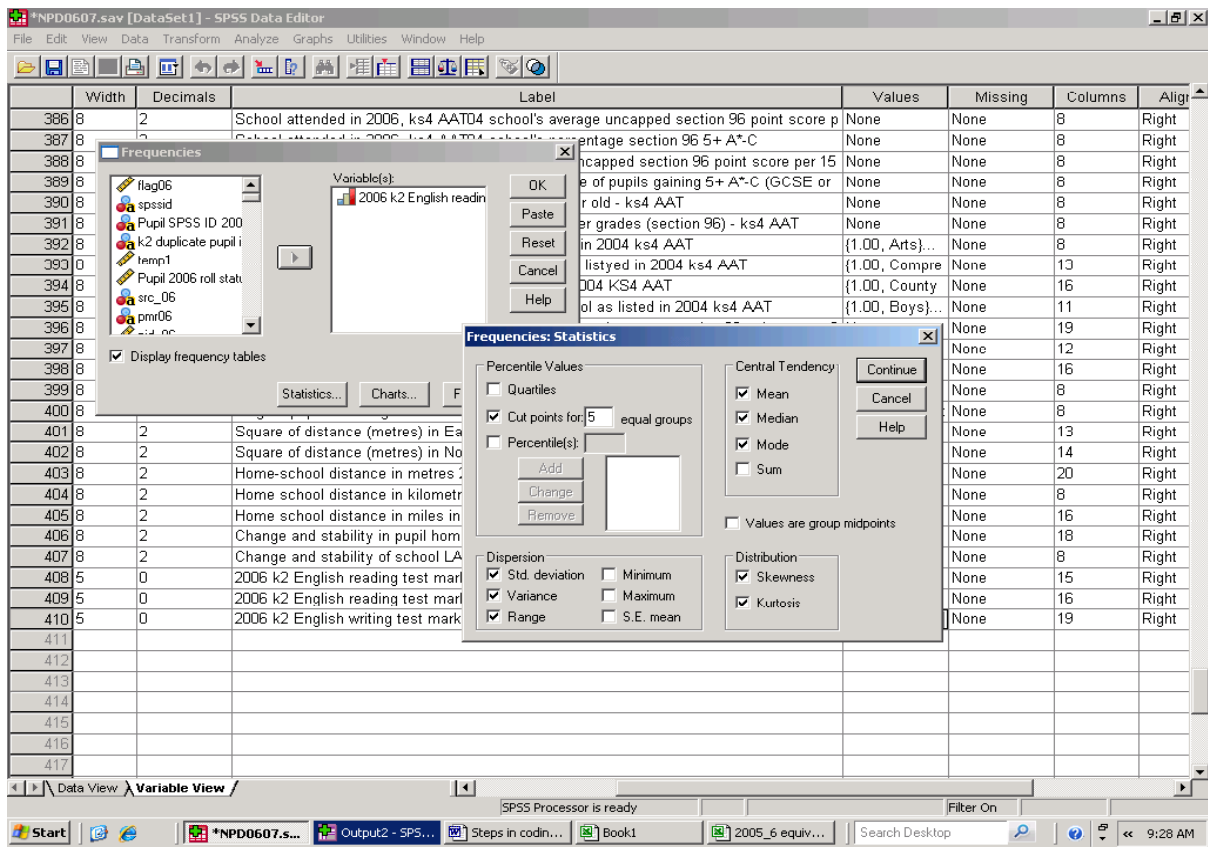 *NPD0607.sav [DataSet1] - SPSS Data Editor
File Edit View Data Transform Analyze Graphs Utilities Window Help
Width Decimals Label Values Missing Columns Align
386 8 2 School attended in 2006, ks4 AAT04 school's average uncapped section 96 point score p None None 8 Right
387 8 entage section 96 5+ A*-C None None 8 Right
388 8 ncapped section 96 point score per 15 None None 8 Right
389 8 e of pupils gaining 5+ A*-C (GCSE or None None 8 Right
390 8 r old - ks4 AAT None None 8 Right
391 8 er grades (section 96) - ks4 AAT None None 8 Right
392 8 in 2004 ks4 AAT {1.00, Arts}... None 8 Right
393 0 listyed in 2004 ks4 AAT {1.00, Compre None 13 Right
394 8 004 KS4 AAT {1.00, County None 16 Right
395 8 ol as listed in 2004 ks4 AAT {1.00, Boys}... None 11 Right
396 8 None 19 Right
397 8 None 12 Right
398 8 None 16 Right
399 8 None 8 Right
400 8 None 8 Right
401 8 2 Square of distance (metres) in Ea None 13 Right
402 8 2 Square of distance (metres) in No None 14 Right
403 8 2 Home-school distance in metres None 20 Right
404 8 2 Home school distance in kilometr None 8 Right
405 8 2 Home school distance in miles in None 16 Right
406 8 2 Change and stability in pupil hom None 18 Right
407 8 2 Change and stability of school LA None 8 Right
408 5 0 2006 k2 English reading test marl None 15 Right
409 5 0 2006 k2 English reading test marl None 16 Right
410 5 0 2006 k2 English writing test mark None 19 Right
411
412
413
414
415
416
417
Frequencies
flag06
spssid
Pupil SPSS ID 200
k2 duplicate pupil i
temp1
Pupil 2006 roll statu
src_06
pmr06
Variable(s):
2006 k2 English readin
OK
Paste
Reset
Cancel
Help
Display frequency tables
Statistics... Charts... F
Frequencies: Statistics
Percentile Values
Quartiles
Cut points for: 5 equal groups
Percentile(s):
Add
Change
Remove
Central Tendency
Mean
Median
Mode
Sum
Continue
Cancel
Help
Values are group midpoints
Dispersion
Std. deviation Minimum
Variance Maximum
Range S.E. mean
Distribution
Skewness
Kurtosis
Data View Variable View
SPSS Processor is ready Filter On
Start *NPD0607.s... Output2 - SPS... Steps in codin... Book1 2005_6 equiv... Search Desktop 9:28 AM